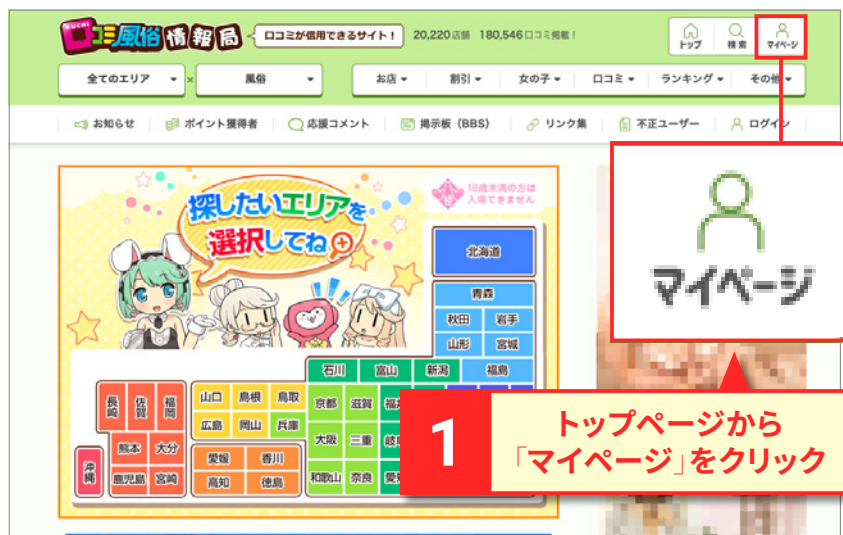 KUCHI
口コミ風俗情報局
口コミが信用できるサイト!
20,220店舗 180,546口コミ掲載!
トップ
検索
マイページ
全てのエリア
×
風俗
お店
割引
女の子
口コミ
ランキング
その他
お知らせ
ポイント獲得者
応援コメント
掲示板（BBS）
リンク集
不正ユーザー
ログイン
探したいエリアを
選択してね
18歳未満の方は
入場できません
マイページ
北海道
青森
秋田 岩手
山形 宮城
石川 富山 新潟 福島
長崎 佐賀 福岡
山口 島根 鳥取
京都 滋賀
広島 岡山 兵庫
大阪 三重
熊本 大分
愛媛 香川
沖縄
鹿児島 宮崎
高知 徳島
和歌山 奈良
1
トップページから
「マイページ」をクリック